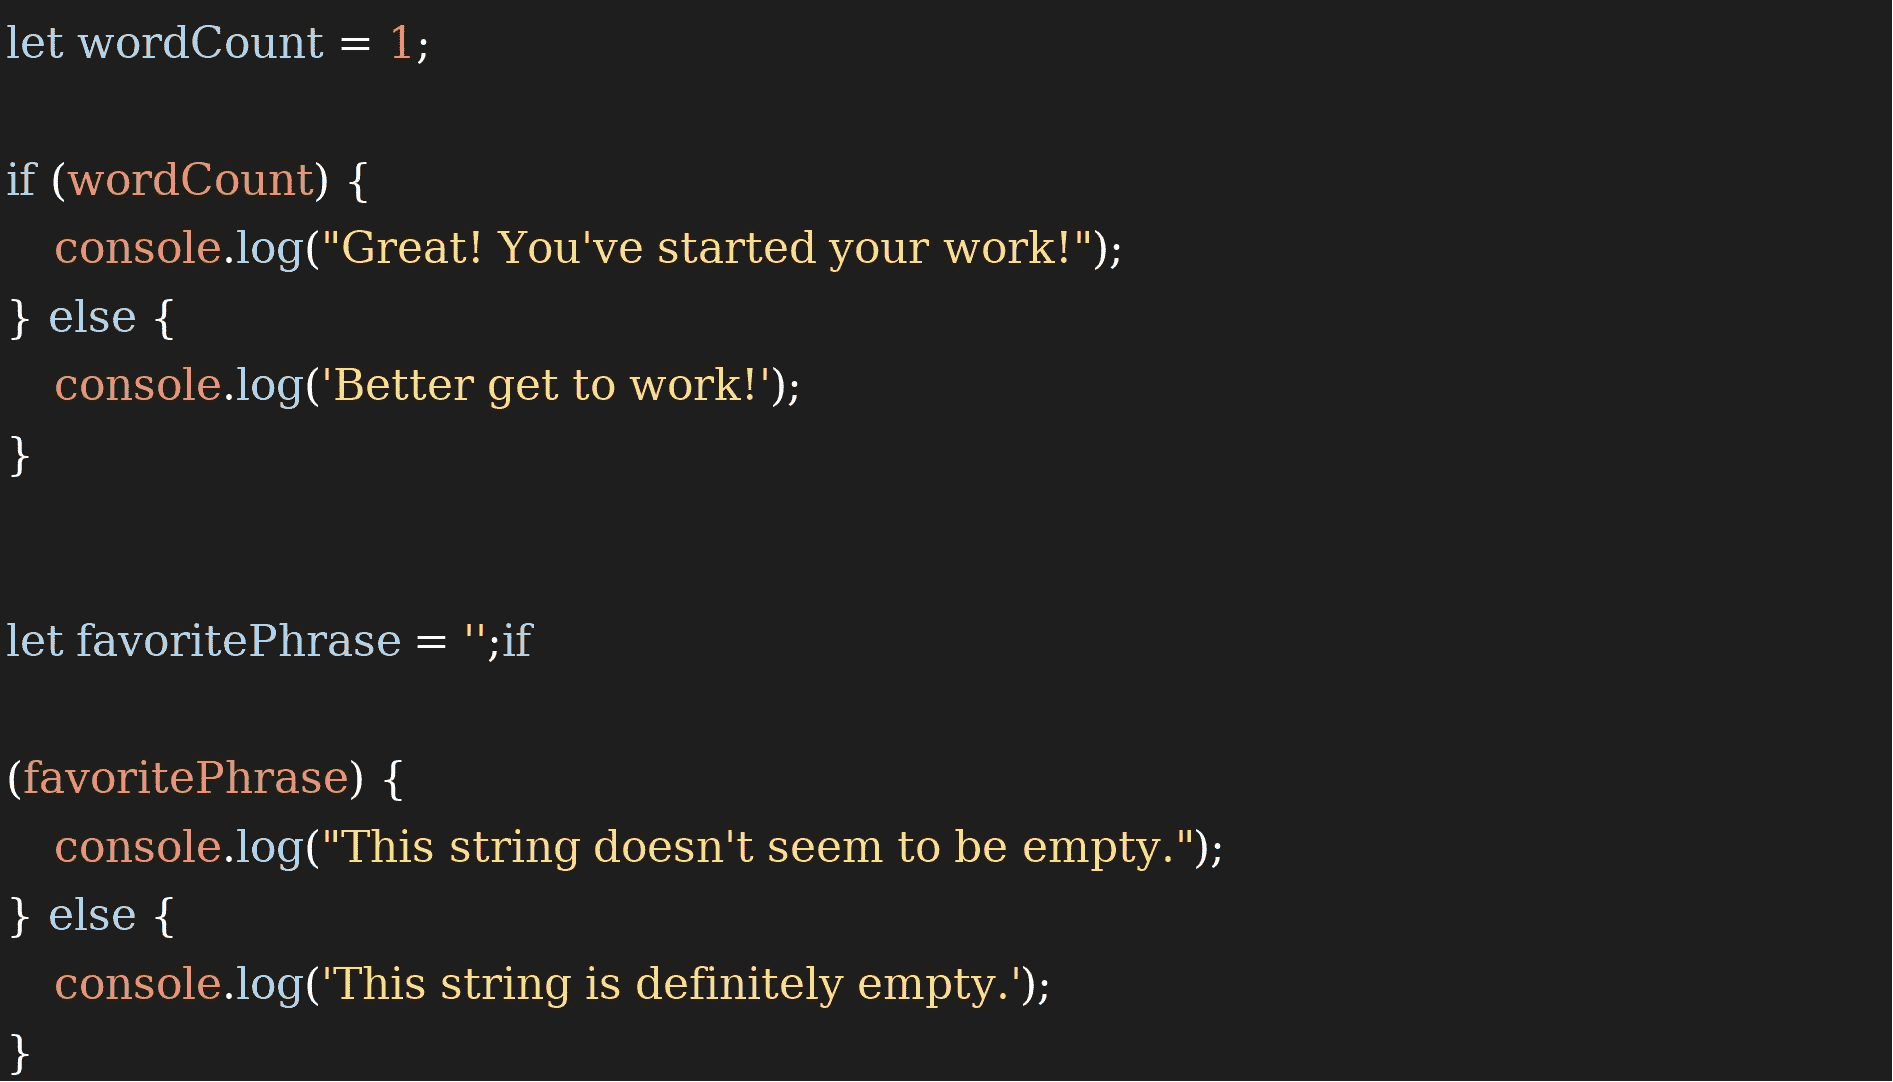 let wordCount = 1;
if (wordCount) {
console.log("Great! You've started your work!");
} else {
console.log('Better get to work!');
}
let favoritePhrase = '';if
(favoritePhrase) {
console.log("This string doesn't seem to be empty.");
} else {
console.log('This string is definitely empty.');
}